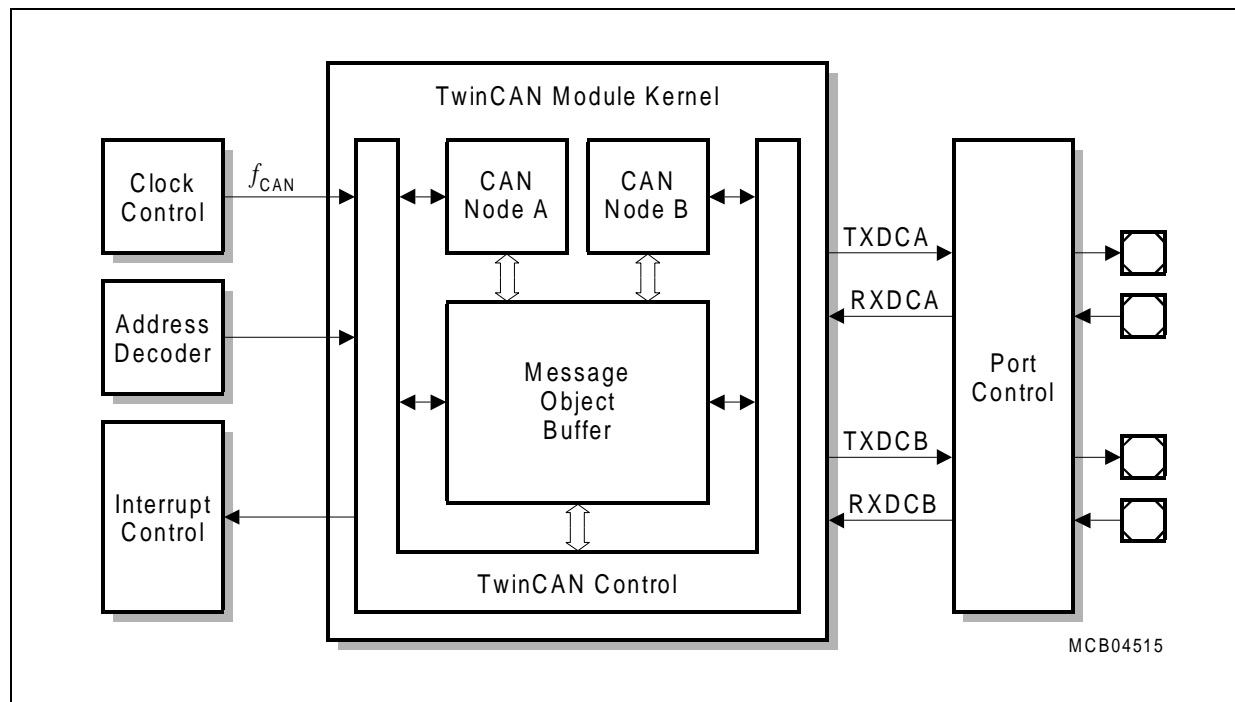 TwinCAN Module Kernel
Clock
Control
f CAN
CAN
Node A
CAN
Node B
TXDCA
RXDCA
Address
Decoder
Message
Object
Buffer
Port
Control
TXDCB
RXDCB
Interrupt
Control
TwinCAN Control
MCB04515